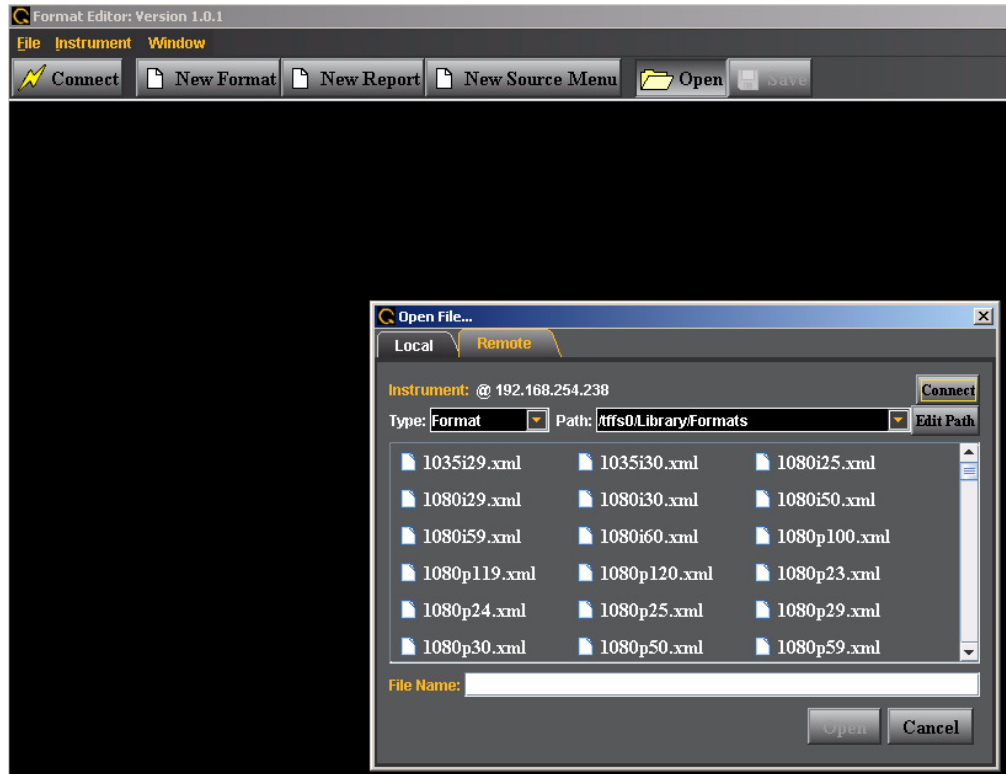 Format Editor: Version 1.0.1
File Instrument Window
Connect New Format New Report New Source Menu Open Save
Open File...
Local Remote
Instrument: @ 192.168.254.238 Connect
Type: Format Path: /tffs0/Library/Formats Edit Path
1035i29.xml 1035i30.xml 1080i25.xml
1080i29.xml 1080i30.xml 1080i50.xml
1080i59.xml 1080i60.xml 1080p100.xml
1080p119.xml 1080p120.xml 1080p23.xml
1080p24.xml 1080p25.xml 1080p29.xml
1080p30.xml 1080p50.xml 1080p59.xml
File Name:
Open Cancel